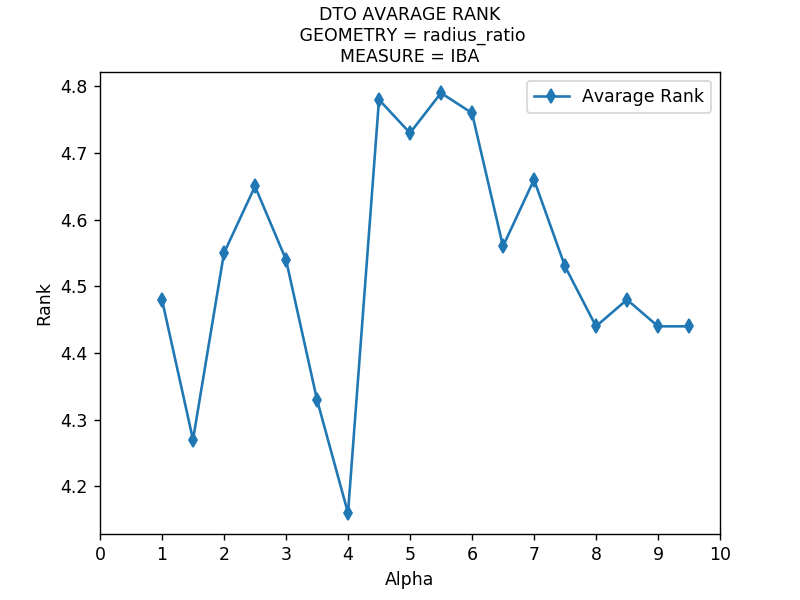 DTO AVARAGE RANK
GEOMETRY = radius_ratio
MEASURE = IBA
Avarage Rank
4.8
4.7
4.6
4.5
4.4
4.3
4.2
Rank
0 1 2 3 4 5 6 7 8 9 10
Alpha